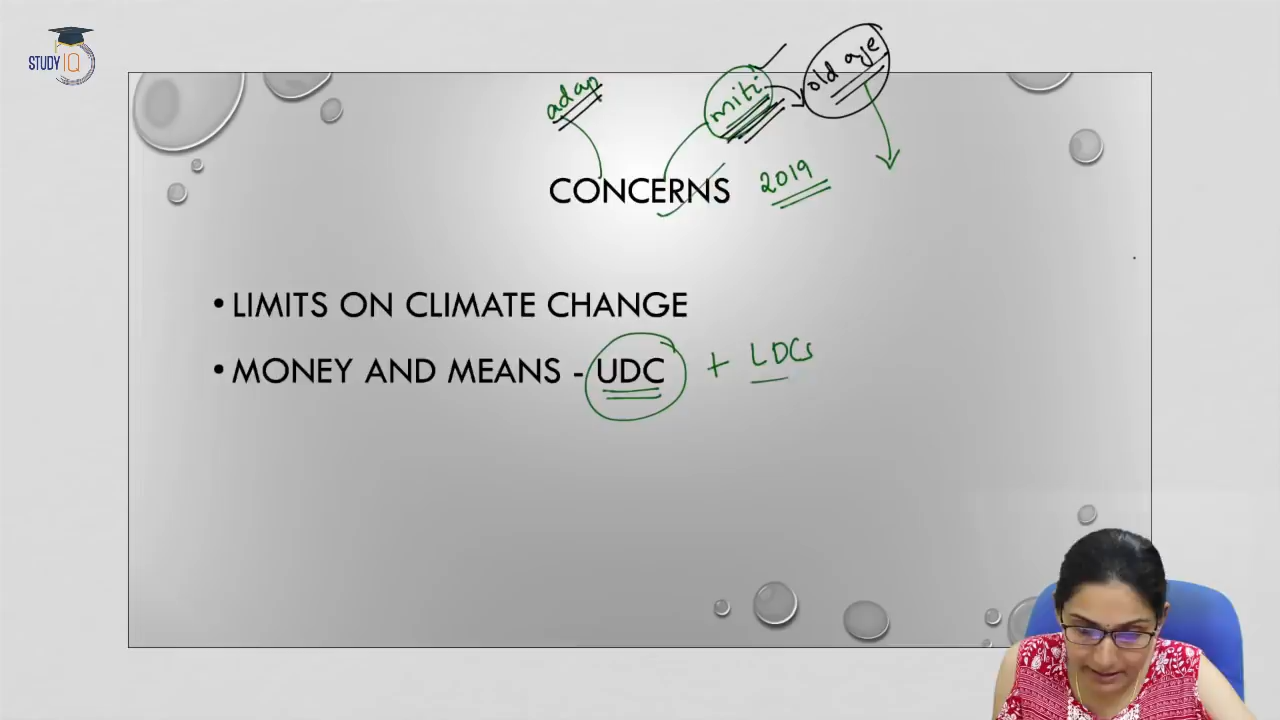 STUDY IQ
adap
miti
old age
CONCERNS
2019
• LIMITS ON CLIMATE CHANGE
• MONEY AND MEANS - UDC + LDCs